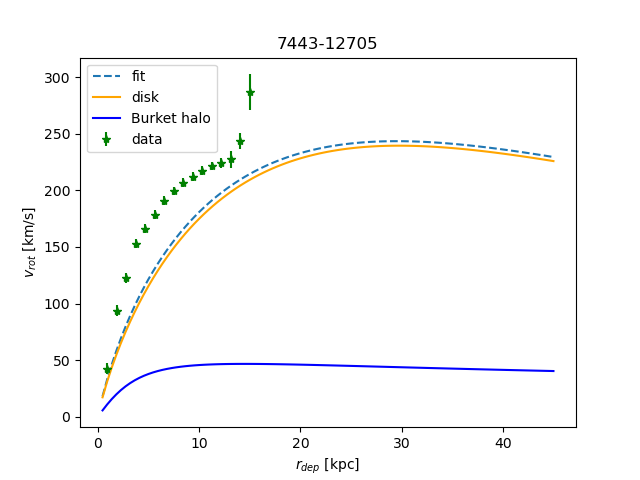 7443-12705
fit
disk
Burket halo
data
300
250
200
150
100
50
0
v_rot [km/s]
0 10 20 30 40
r_dep [kpc]